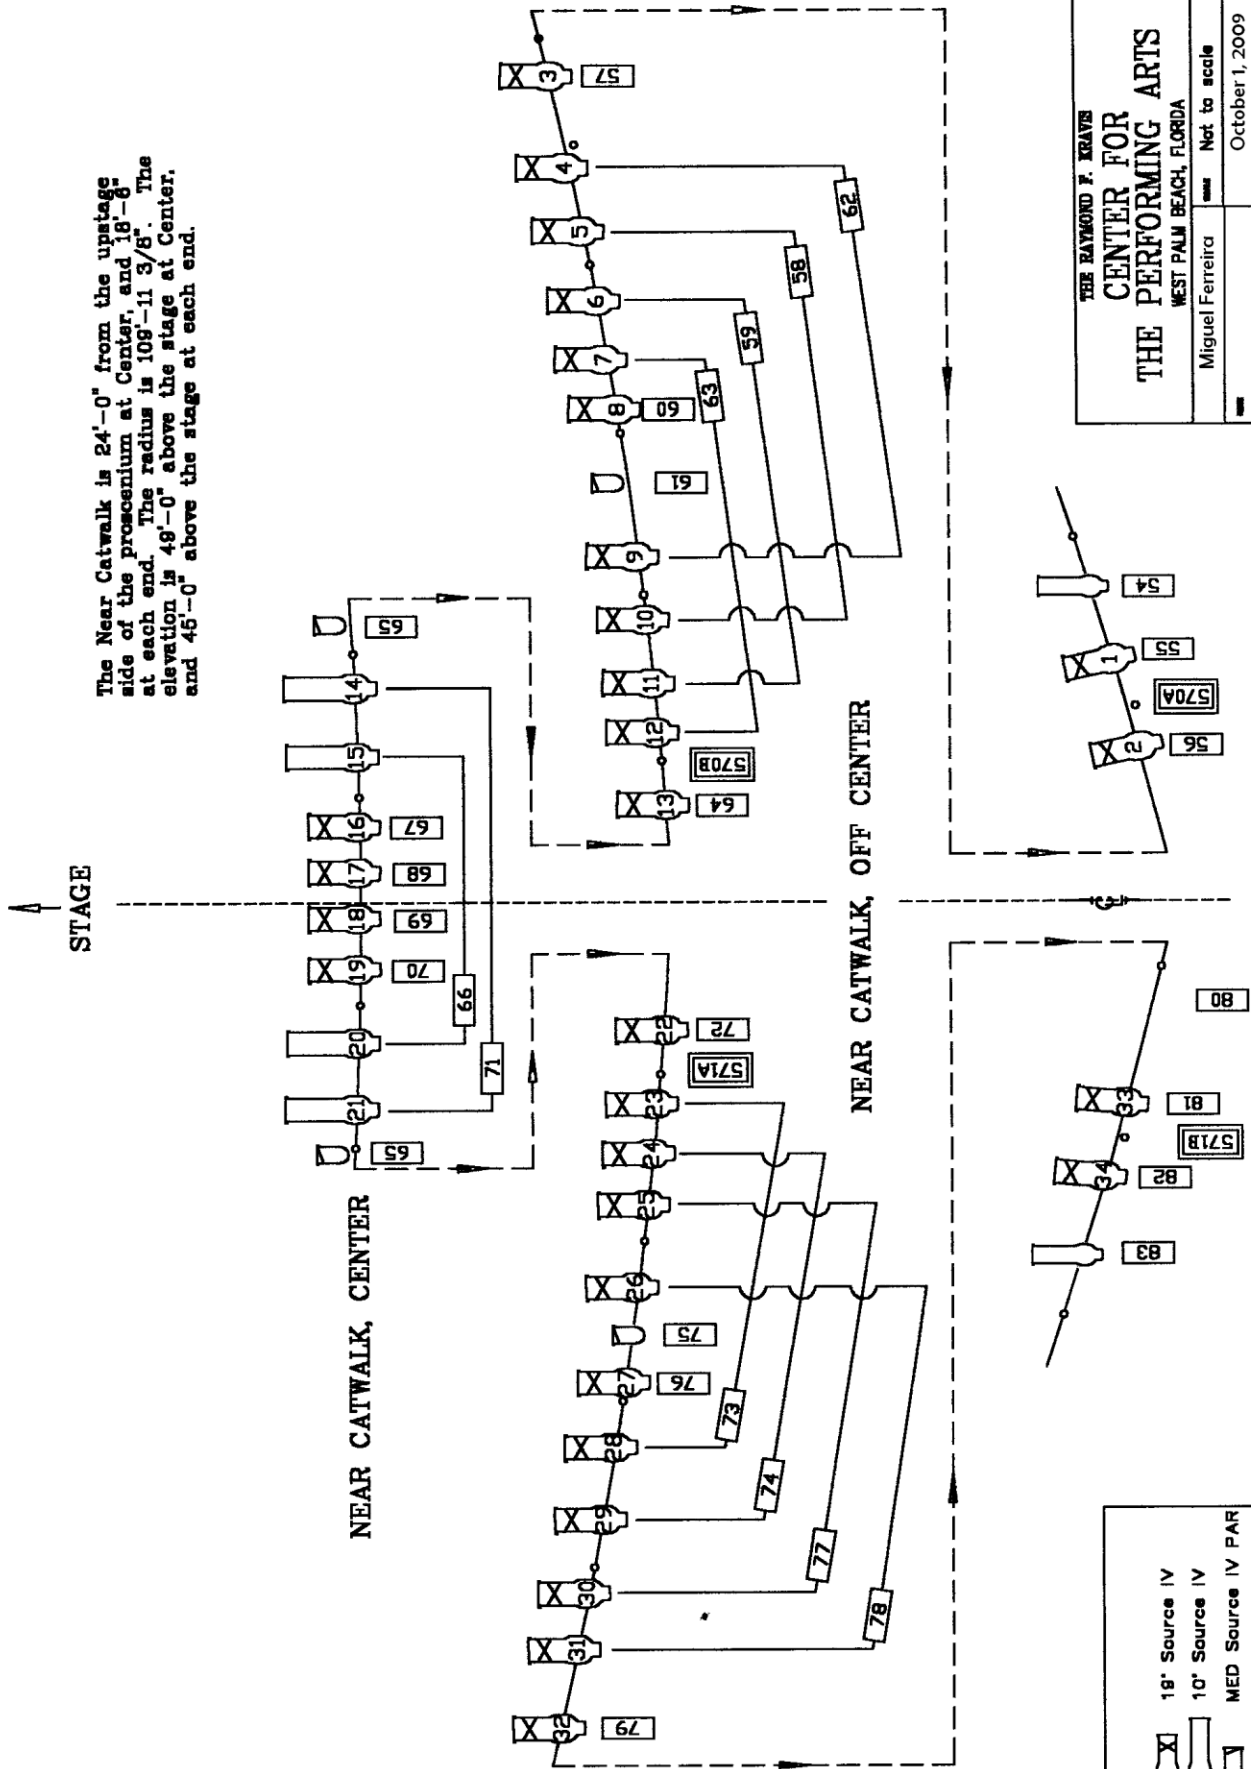 The Near Catwalk is 24'-0" from the upstage
side of the proscenium at Center, and 18'-6"
at each end. The radius is 109'-11 3/8". The
elevation is 49'-0" above the stage at Center,
and 45'-0" above the stage at each end.
STAGE
NEAR CATWALK, CENTER
21 20 19 18 17 16 15 14
65 70 69 68 67 65
66
71
NEAR CATWALK, OFF CENTER
32 31 30 29 28 27 26 25 24 23 22
79 76 75 571A 72
73
74
77
78
13 12 11 10 9 8 7 6 5 4 3
64 570B 61 60 57
63
59
58
62
34 33
83 82 571B 81 80
2 1
56 570A 55 54
19° Source IV
10° Source IV
MED Source IV PAR
THE RAYMOND F. KRAVIS
CENTER FOR
THE PERFORMING ARTS
WEST PALM BEACH, FLORIDA
Miguel Ferreira
Not to scale
October 1, 2009